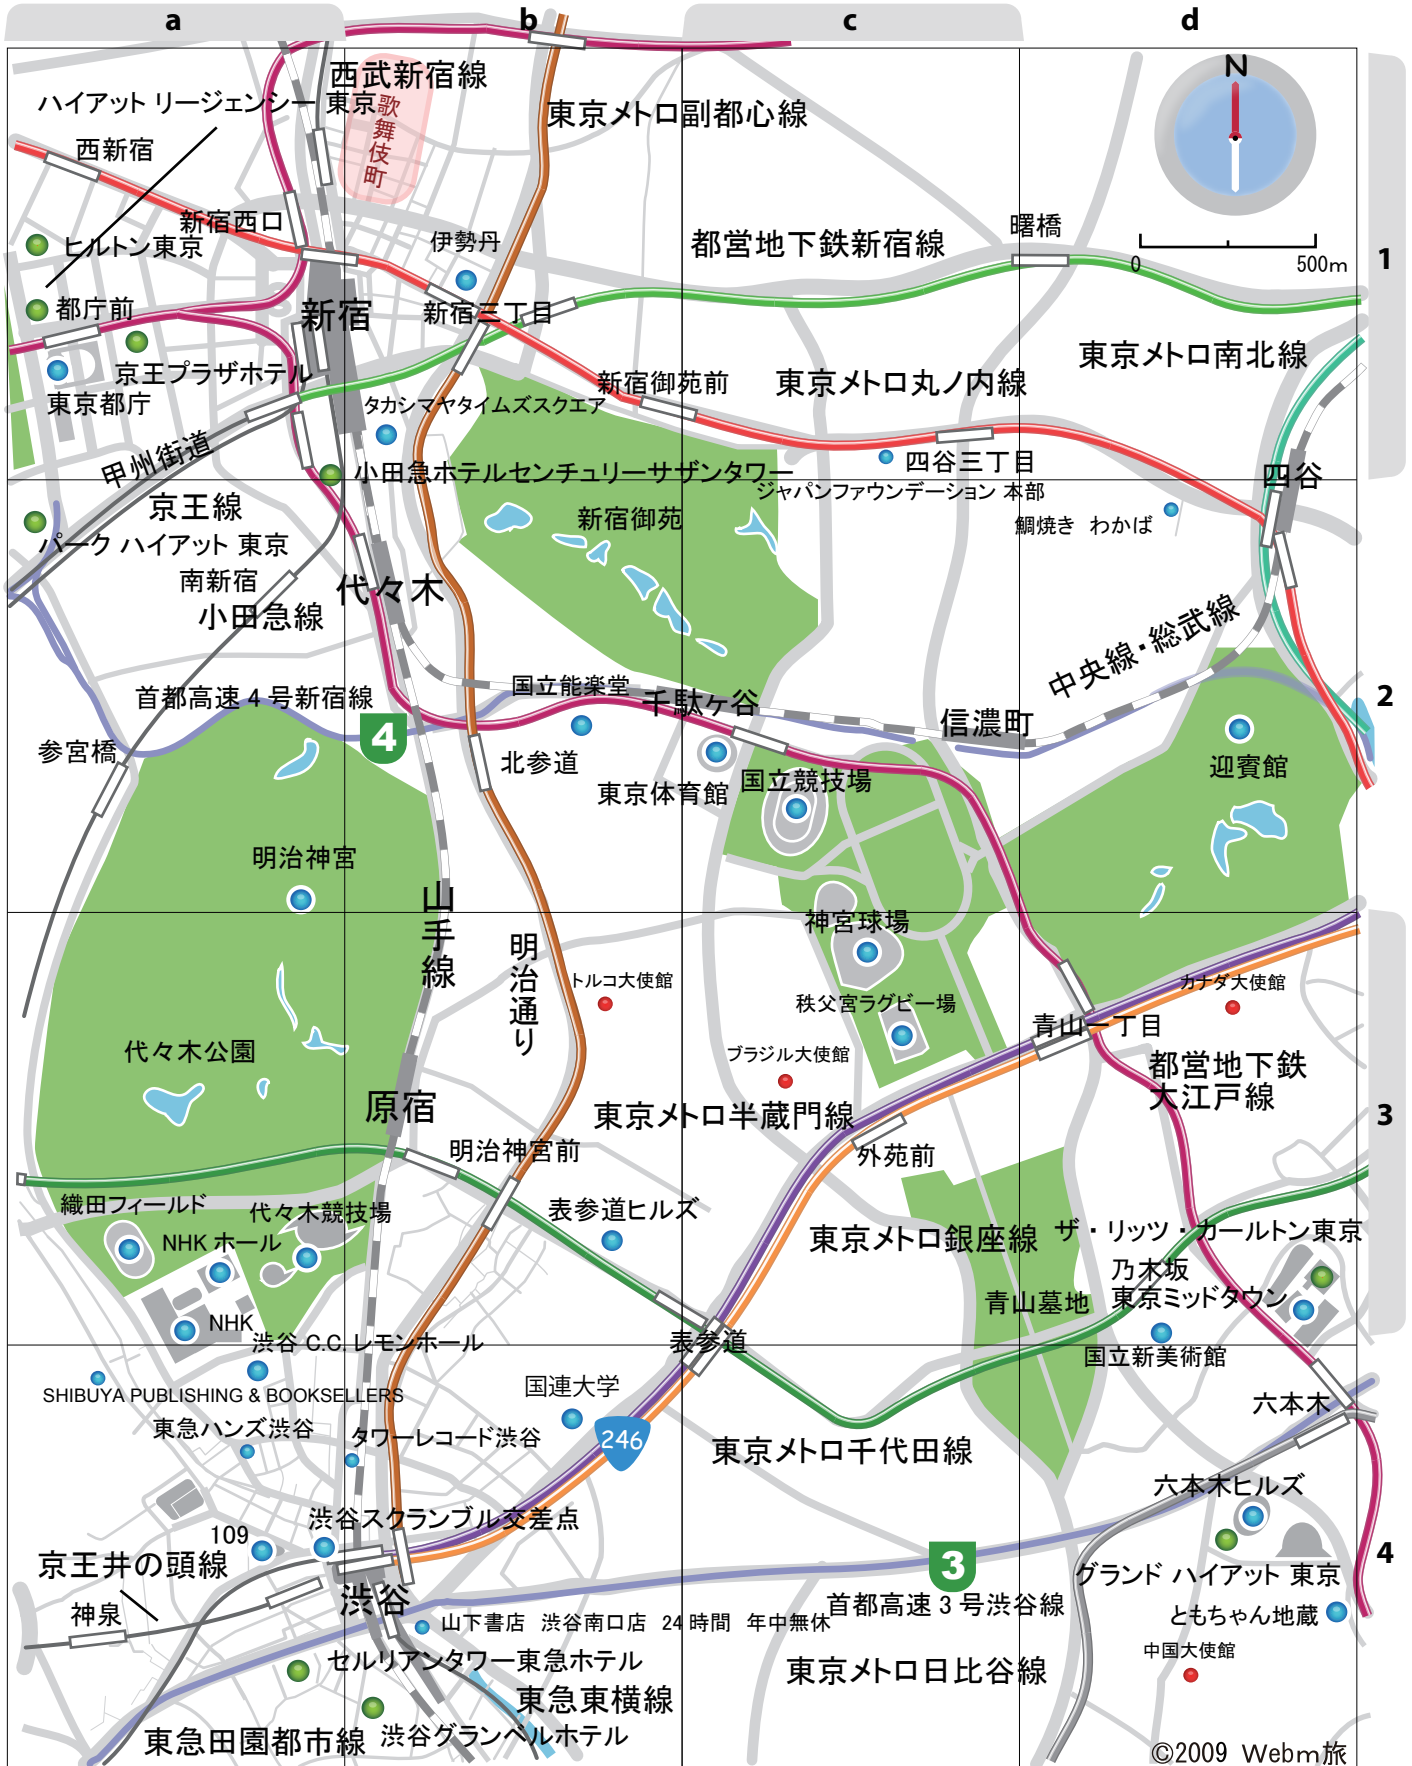 a
b
c
d
N
西武新宿線
ハイアット リージェンシー 東京
歌舞伎町
東京メトロ副都心線
西新宿
新宿西口
ヒルトン東京
伊勢丹
都営地下鉄新宿線
曙橋
0
500m
1
都庁前
新宿
新宿三丁目
京王プラザホテル
東京都庁
タカシマヤタイムズスクエア
新宿御苑前
東京メトロ丸ノ内線
東京メトロ南北線
甲州街道
小田急ホテルセンチュリーサザンタワー
四谷三丁目
四谷
ジャパンファウンデーション 本部
京王線
新宿御苑
鯛焼き わかば
パーク ハイアット 東京
南新宿
代々木
小田急線
中央線・総武線
首都高速4号新宿線
4
国立能楽堂
千駄ヶ谷
信濃町
2
参宮橋
北参道
東京体育館
国立競技場
迎賓館
明治神宮
山手線
明治通り
神宮球場
トルコ大使館
秩父宮ラグビー場
カナダ大使館
代々木公園
ブラジル大使館
青山一丁目
都営地下鉄
大江戸線
原宿
東京メトロ半蔵門線
3
明治神宮前
外苑前
織田フィールド
代々木競技場
表参道ヒルズ
NHKホール
東京メトロ銀座線
ザ・リッツ・カールトン東京
乃木坂
東京ミッドタウン
青山墓地
NHK
渋谷 C.C. レモンホール
表参道
国立新美術館
SHIBUYA PUBLISHING & BOOKSELLERS
国連大学
六本木
東急ハンズ渋谷
タワーレコード渋谷
246
東京メトロ千代田線
六本木ヒルズ
渋谷スクランブル交差点
109
京王井の頭線
3
4
グランド ハイアット 東京
神泉
渋谷
山下書店 渋谷南口店 24時間 年中無休
首都高速3号渋谷線
ともちゃん地蔵
中国大使館
セルリアンタワー東急ホテル
東京メトロ日比谷線
東急東横線
東急田園都市線
渋谷グランベルホテル
©2009 Webm旅